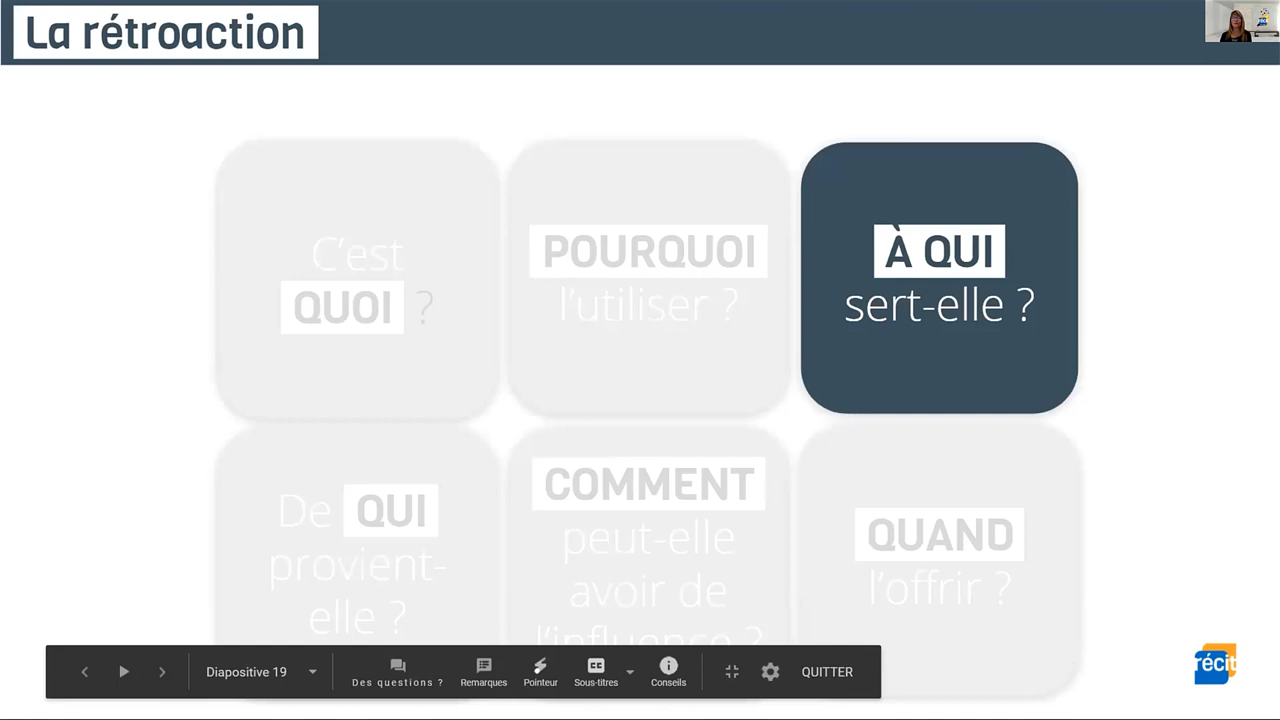 La rétroaction
C'est
QUOI ?
POURQUOI
l'utiliser ?
À QUI
sert-elle ?
De QUI
provient-
elle ?
COMMENT
peut-elle
avoir de
l'influence ?
QUAND
l'offrir ?
Diapositive 19
Des questions ?
Remarques
Pointeur
Sous-titres
Conseils
QUITTER
récit